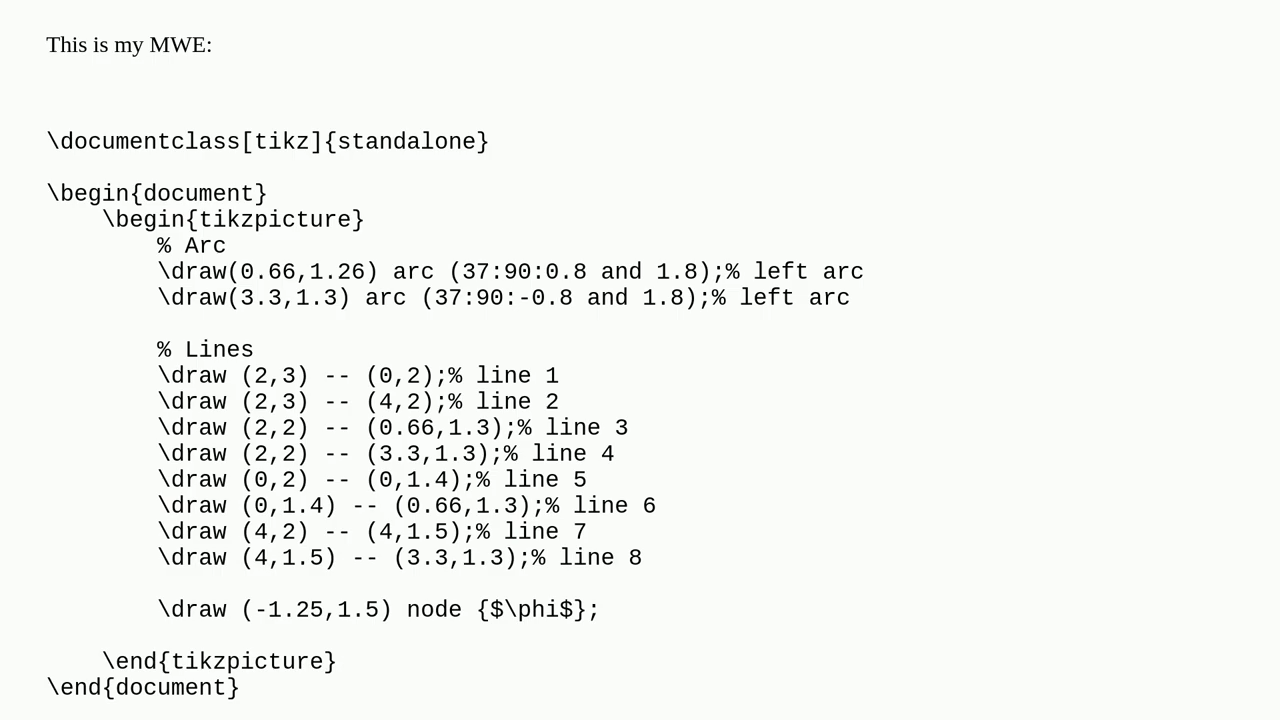 This is my MWE:
\documentclass[tikz]{standalone}
\begin{document}
    \begin{tikzpicture}
        % Arc
        \draw(0.66,1.26) arc (37:90:0.8 and 1.8);% left arc
        \draw(3.3,1.3) arc (37:90:-0.8 and 1.8);% left arc
        % Lines
        \draw (2,3) -- (0,2);% line 1
        \draw (2,3) -- (4,2);% line 2
        \draw (2,2) -- (0.66,1.3);% line 3
        \draw (2,2) -- (3.3,1.3);% line 4
        \draw (0,2) -- (0,1.4);% line 5
        \draw (0,1.4) -- (0.66,1.3);% line 6
        \draw (4,2) -- (4,1.5);% line 7
        \draw (4,1.5) -- (3.3,1.3);% line 8
        \draw (-1.25,1.5) node {$\phi$};
    \end{tikzpicture}
\end{document}